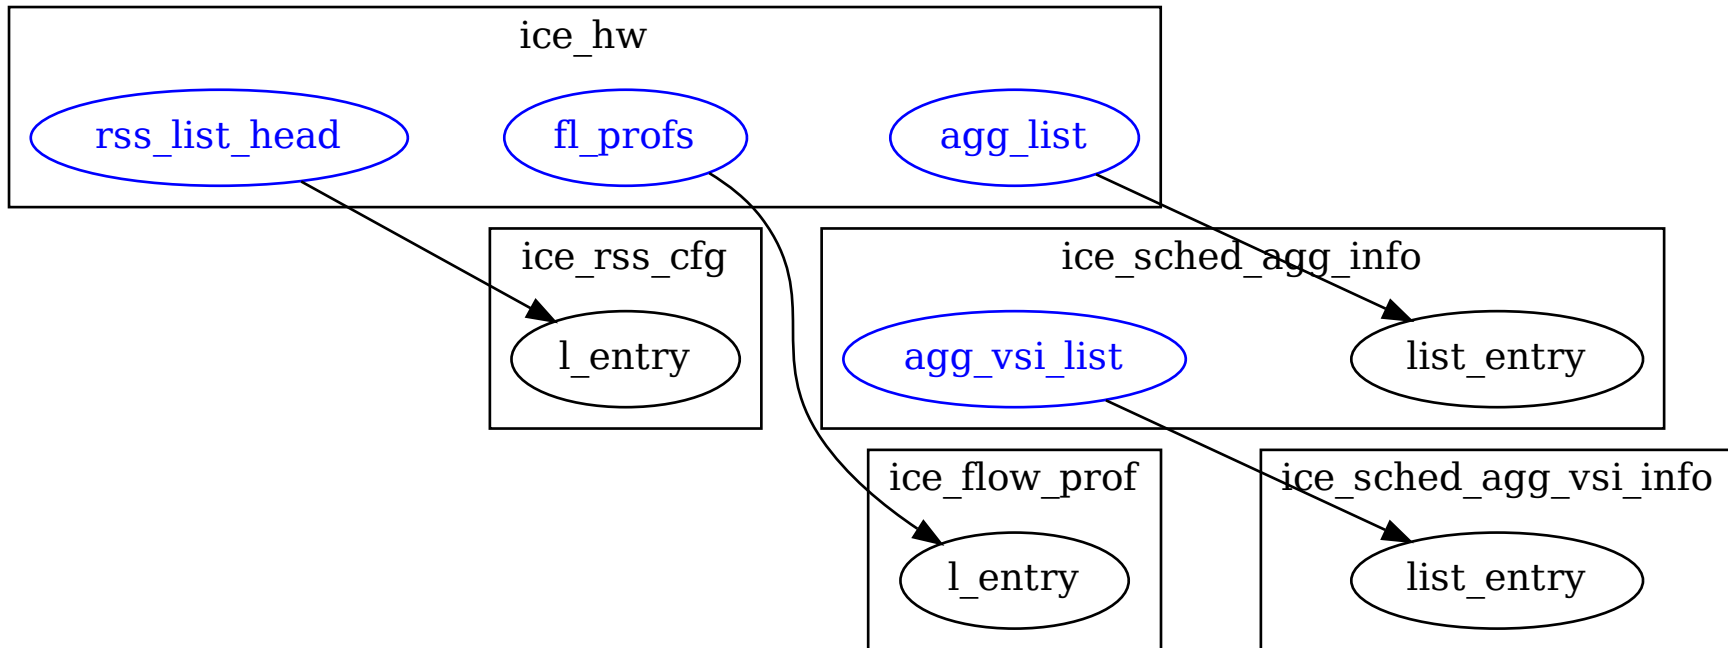 ice_hw
rss_list_head
fl_profs
agg_list
ice_rss_cfg
ice_sched_agg_info
l_entry
agg_vsi_list
list_entry
ice_flow_prof
ice_sched_agg_vsi_info
l_entry
list_entry